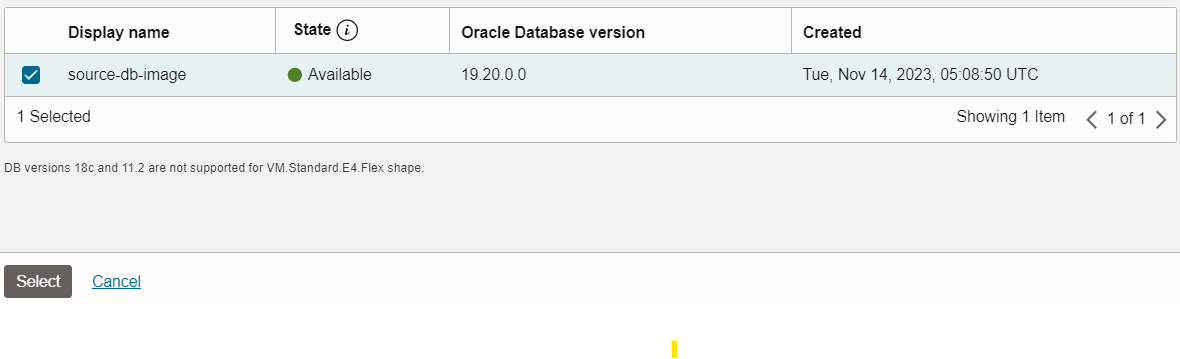 Display name State i Oracle Database version Created
source-db-image Available 19.20.0.0 Tue, Nov 14, 2023, 05:08:50 UTC
1 Selected Showing 1 Item < 1 of 1 >
DB versions 18c and 11.2 are not supported for VM.Standard.E4.Flex shape.
Select Cancel